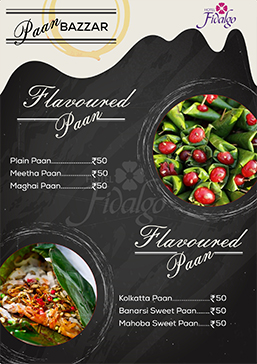 Paan BAZZAR
HOTEL
Fidalgo
Flavoured
Paan
Plain Paan................₹50
Meetha Paan...........₹50
Maghai Paan...........₹50
Fidalgo
Flavoured
Paan
Kolkatta Paan.............₹50
Banarsi Sweet Paan....₹50
Mahoba Sweet Paan.....₹50